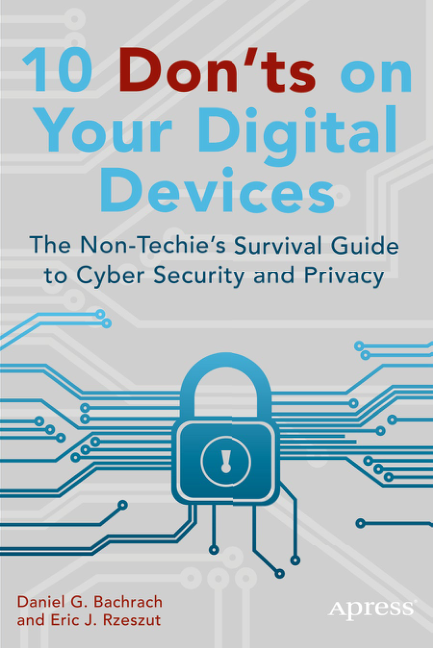 10 Don'ts on
Your Digital
Devices
The Non-Techie's Survival Guide
to Cyber Security and Privacy
Daniel G. Bachrach
and Eric J. Rzeszut
Apress®